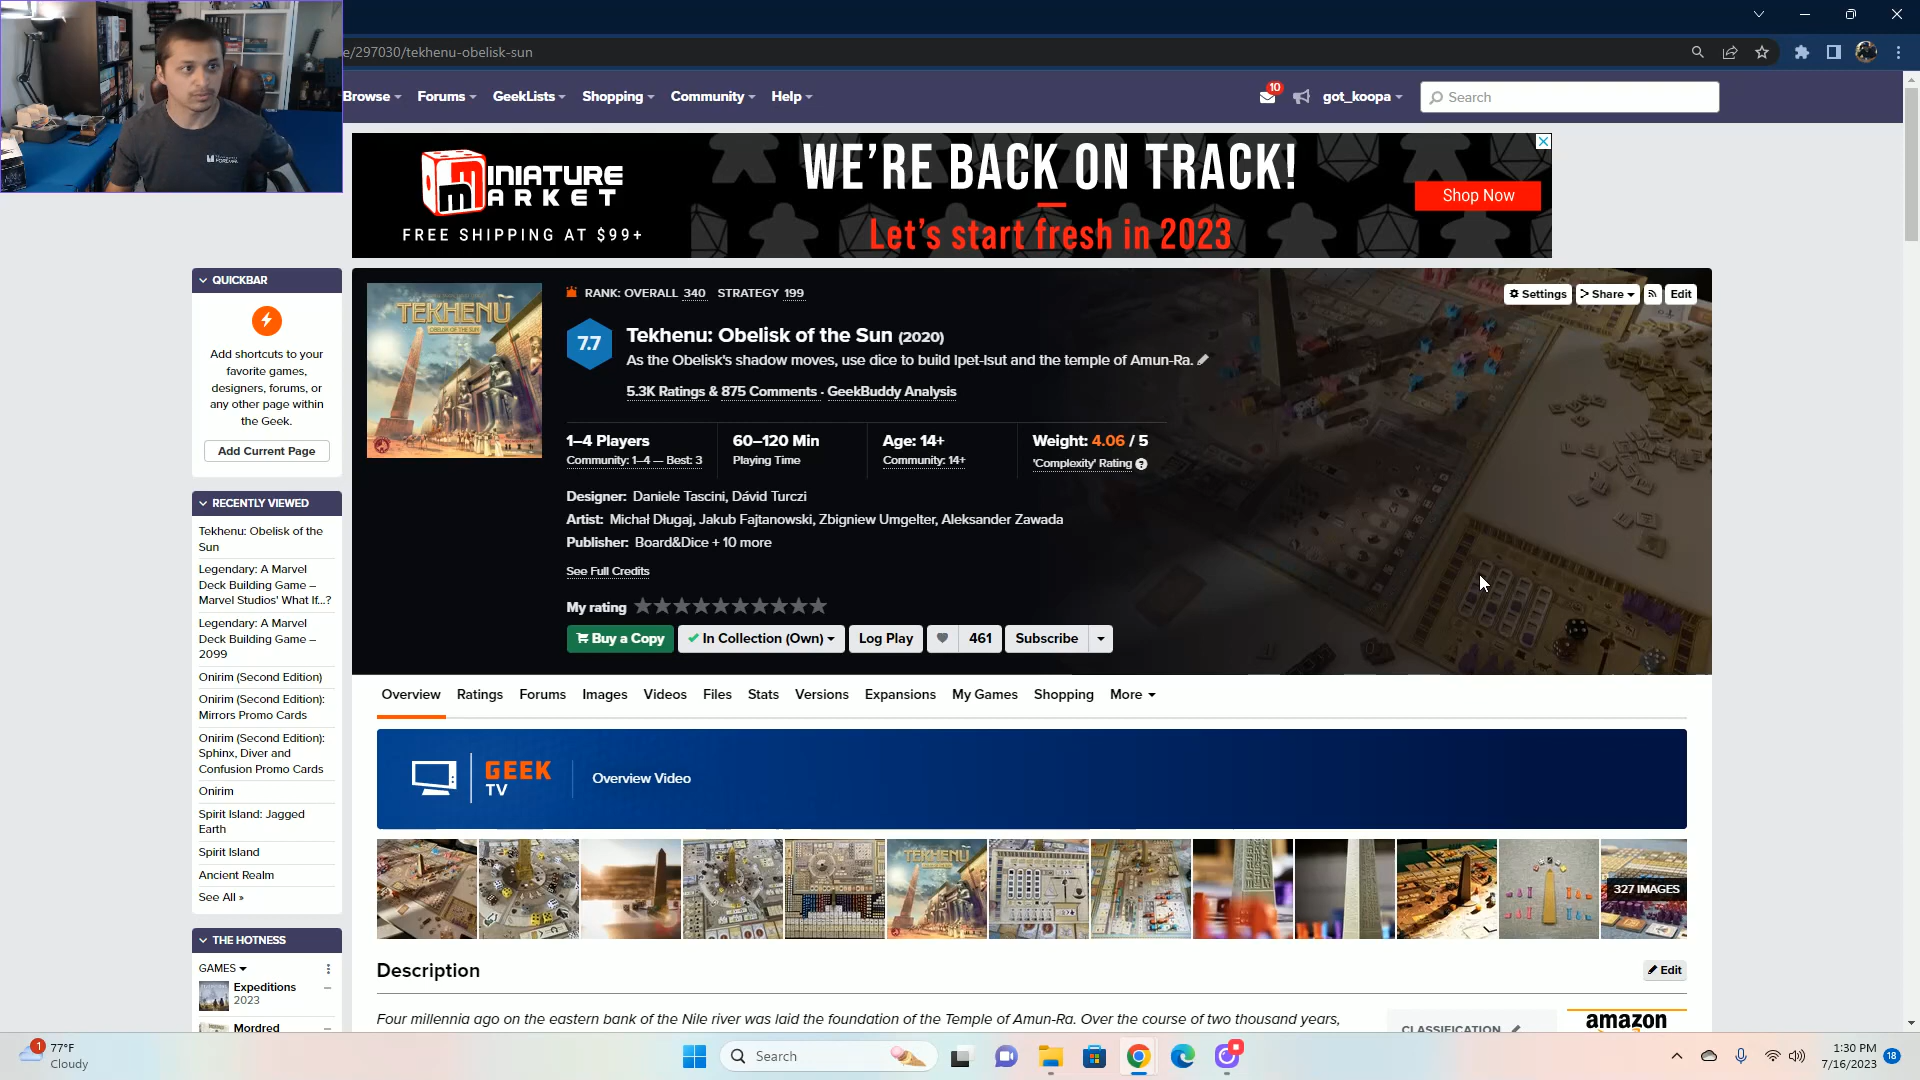 e/297030/tekhenu-obelisk-sun
Browse Forums GeekLists Shopping Community Help
10
got_koopa
Search
MINIATURE MARKET
FREE SHIPPING AT $99+
WE'RE BACK ON TRACK!
Let's start fresh in 2023
Shop Now
QUICKBAR
Add shortcuts to your
favorite games,
designers, forums, or
any other page within
the Geek.
Add Current Page
RECENTLY VIEWED
Tekhenu: Obelisk of the
Sun
Legendary: A Marvel
Deck Building Game –
Marvel Studios' What If...?
Legendary: A Marvel
Deck Building Game –
2099
Onirim (Second Edition)
Onirim (Second Edition):
Mirrors Promo Cards
Onirim (Second Edition):
Sphinx, Diver and
Confusion Promo Cards
Onirim
Spirit Island: Jagged
Earth
Spirit Island
Ancient Realm
See All »
THE HOTNESS
GAMES
Expeditions
2023
Mordred
TEKHENU
OBELISK OF THE SUN
RANK: OVERALL 340 STRATEGY 199
Settings Share Edit
7.7
Tekhenu: Obelisk of the Sun (2020)
As the Obelisk's shadow moves, use dice to build Ipet-Isut and the temple of Amun-Ra.
5.3K Ratings & 875 Comments · GeekBuddy Analysis
1–4 Players
Community: 1–4 — Best: 3
60–120 Min
Playing Time
Age: 14+
Community: 14+
Weight: 4.06 / 5
'Complexity' Rating
Designer: Daniele Tascini, Dávid Turczi
Artist: Michał Długaj, Jakub Fajtanowski, Zbigniew Umgelter, Aleksander Zawada
Publisher: Board&Dice + 10 more
See Full Credits
My rating
Buy a Copy In Collection (Own) Log Play 461 Subscribe
Overview Ratings Forums Images Videos Files Stats Versions Expansions My Games Shopping More
GEEK
TV
Overview Video
TEKHENU
327 IMAGES
Description
Edit
Four millennia ago on the eastern bank of the Nile river was laid the foundation of the Temple of Amun-Ra. Over the course of two thousand years,
CLASSIFICATION
amazon
1
77°F
Cloudy
Search
1:30 PM
7/16/2023
18